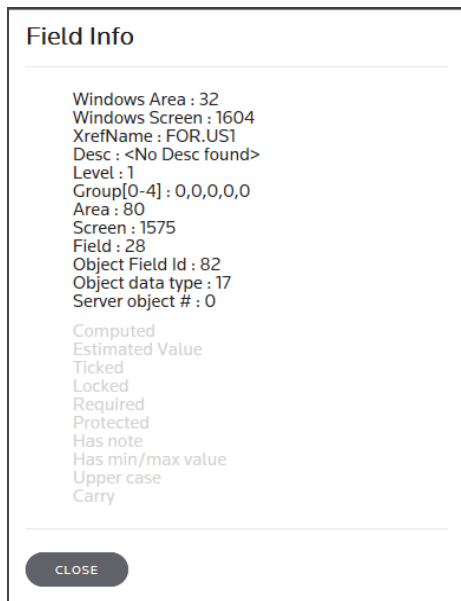 Field Info
Windows Area : 32
Windows Screen : 1604
XrefName : FOR.US1
Desc : <No Desc found>
Level : 1
Group[0-4] : 0,0,0,0,0
Area : 80
Screen : 1575
Field : 28
Object Field Id : 82
Object data type : 17
Server object # : 0
Computed
Estimated Value
Ticked
Locked
Required
Protected
Has note
Has min/max value
Upper case
Carry
CLOSE